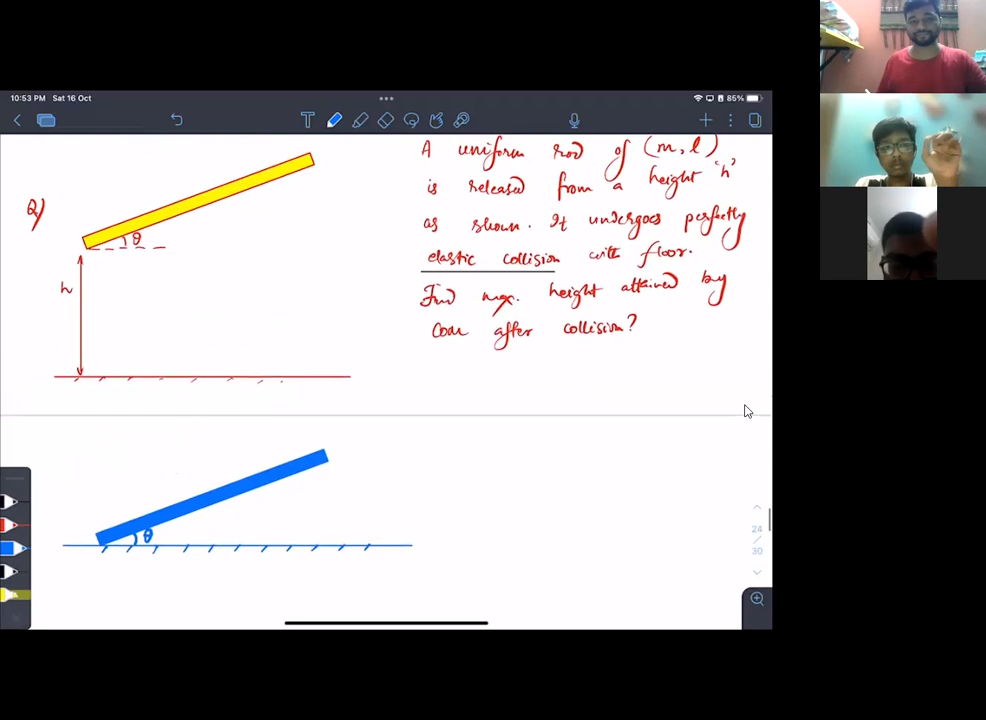 10:53 PM Sat 16 Oct
85%
A uniform rod of (m, l)
is released from a height 'h'
as shown. It undergoes perfectly
elastic collision with floor.
Find max. height attained by
COM after collision?
Q)
θ
h
θ
24
30